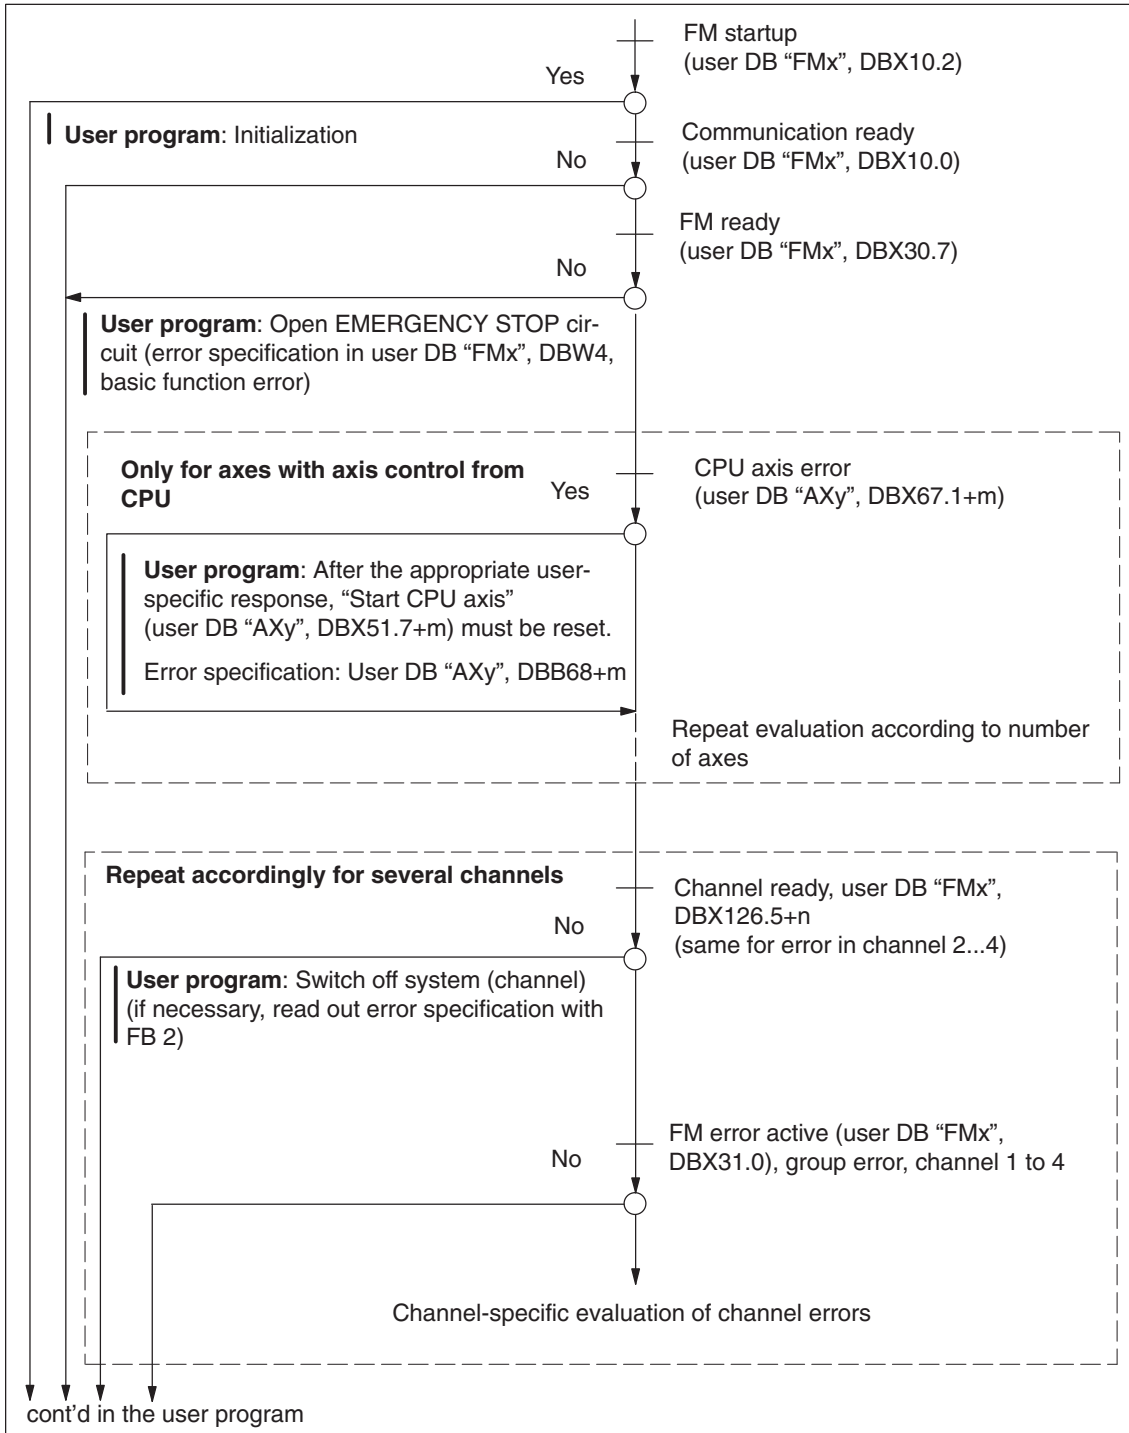 FM startup
(user DB “FMx”, DBX10.2)
Yes
User program: Initialization
Communication ready
(user DB “FMx”, DBX10.0)
No
FM ready
(user DB “FMx”, DBX30.7)
No
User program: Open EMERGENCY STOP cir-
cuit (error specification in user DB “FMx”, DBW4,
basic function error)
Only for axes with axis control from
CPU
Yes
CPU axis error
(user DB “AXy”, DBX67.1+m)
User program: After the appropriate user-
specific response, “Start CPU axis”
(user DB “AXy”, DBX51.7+m) must be reset.
Error specification: User DB “AXy”, DBB68+m
Repeat evaluation according to number
of axes
Repeat accordingly for several channels
Channel ready, user DB “FMx”,
DBX126.5+n
(same for error in channel 2...4)
No
User program: Switch off system (channel)
(if necessary, read out error specification with
FB 2)
FM error active (user DB “FMx”,
DBX31.0), group error, channel 1 to 4
No
Channel-specific evaluation of channel errors
cont’d in the user program